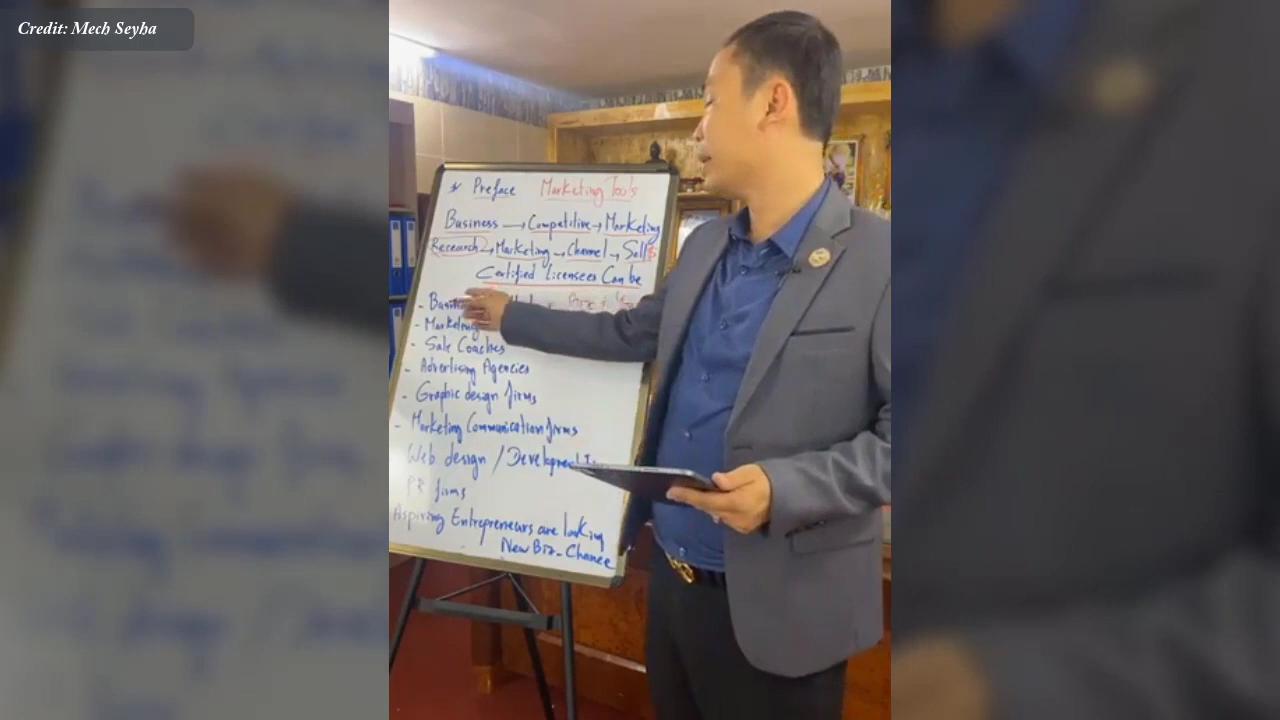 Credit: Mech Seyha
* Preface Marketing Tools
Business → Competitive → Marketing
Research → Marketing → Channel → Sell $
Certified Licensees Can be
- Busin
- Marketing
- Sale Coaches
- Advertising Agencies
- Graphic design firms
- Marketing Communication firms
Web design / Development
PR firms
Aspiring Entrepreneurs are looking
New Biz-Chance